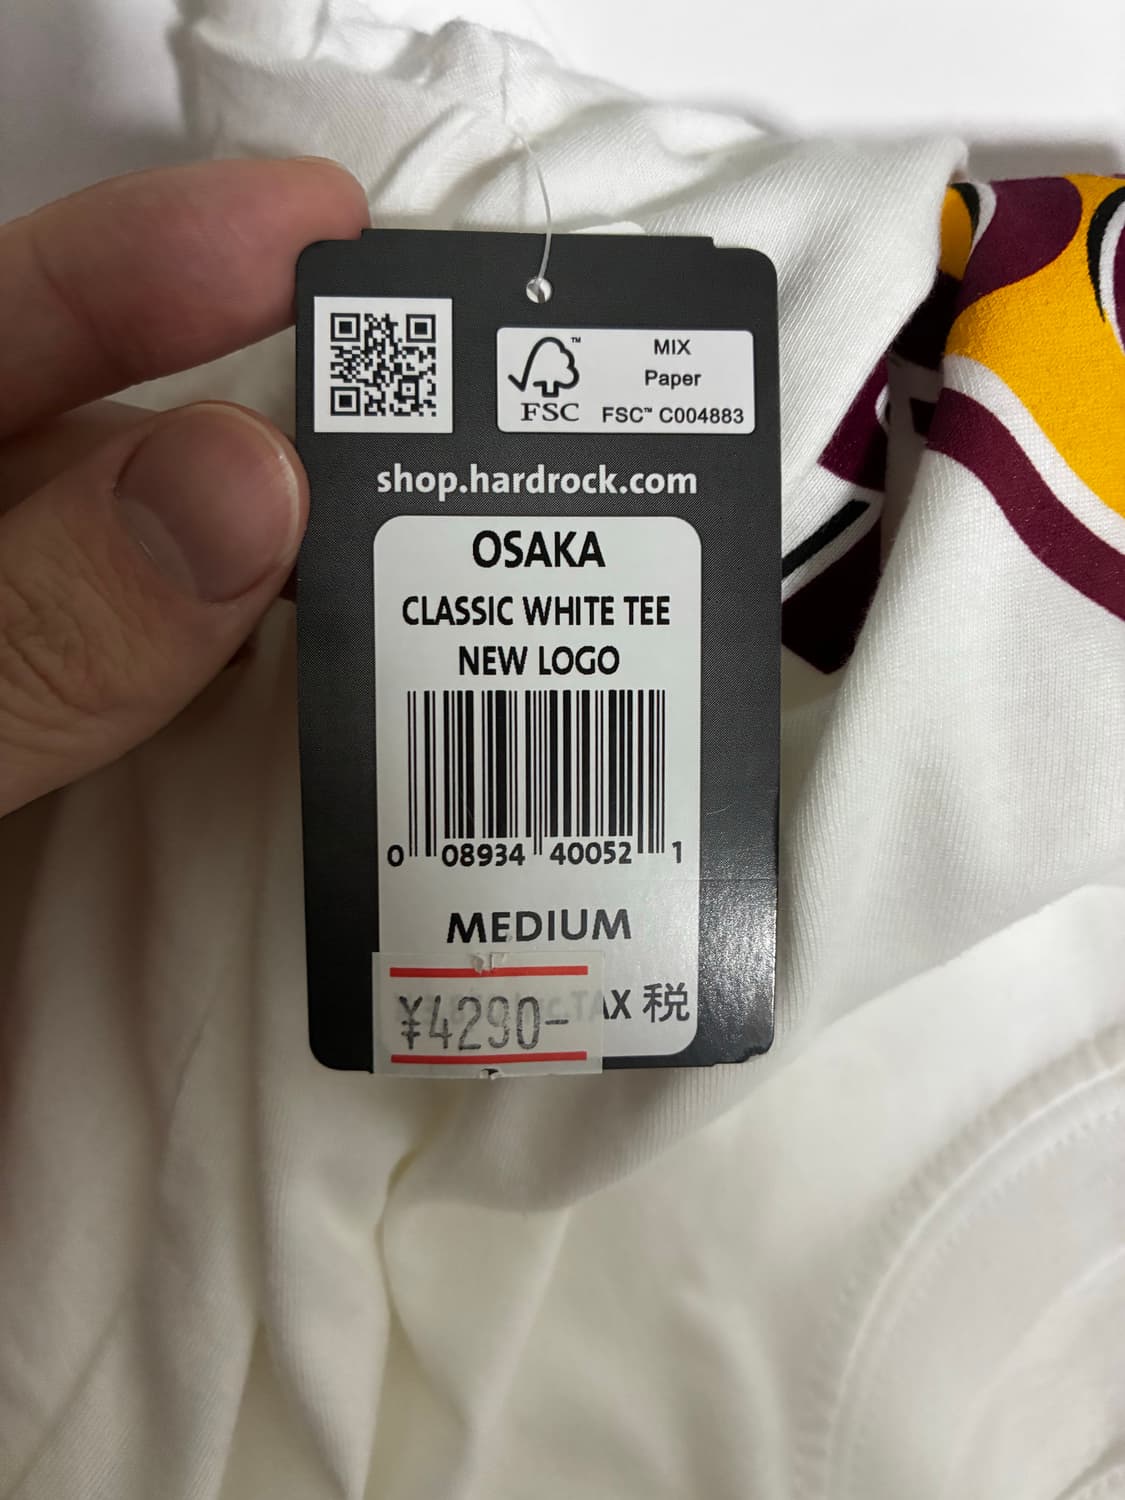 MIX
Paper
FSC™ C004883
FSC
shop.hardrock.com
OSAKA
CLASSIC WHITE TEE
NEW LOGO
0 08934 40052 1
MEDIUM
¥4290- AX 税